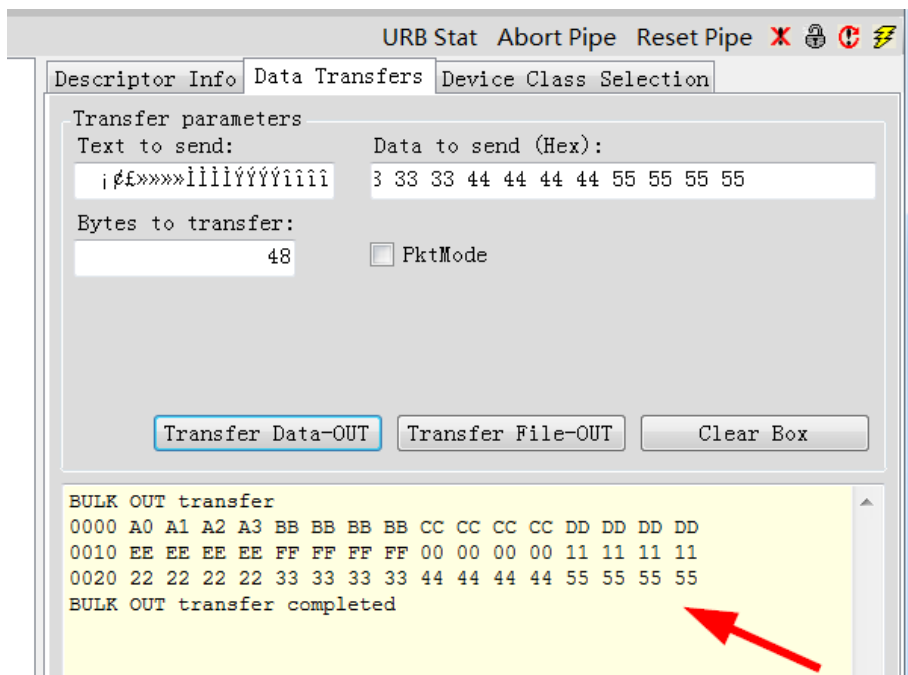 URB Stat Abort Pipe Reset Pipe
Descriptor Info Data Transfers Device Class Selection
Transfer parameters
Text to send: Data to send (Hex):
¡¢£»»»»ÌÌÌÌÝÝÝÝîîîî 3 33 33 44 44 44 44 55 55 55 55
Bytes to transfer:
48 PktMode
Transfer Data-OUT Transfer File-OUT Clear Box
BULK OUT transfer
0000 A0 A1 A2 A3 BB BB BB BB CC CC CC CC DD DD DD DD
0010 EE EE EE EE FF FF FF FF 00 00 00 00 11 11 11 11
0020 22 22 22 22 33 33 33 33 44 44 44 44 55 55 55 55
BULK OUT transfer completed